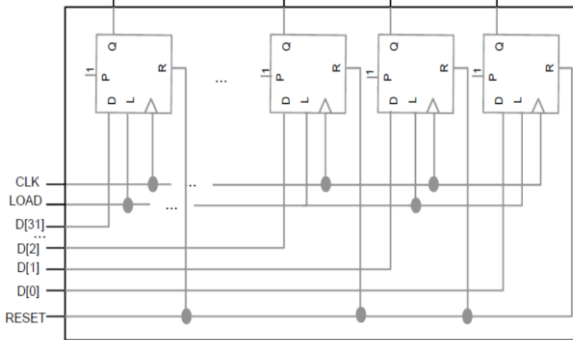 Q Q Q Q
1 P R ... 1 P R 1 P R 1 P R
D L D L D L D L
CLK ...
LOAD ...
D[31]
...
D[2]
D[1]
D[0]
RESET